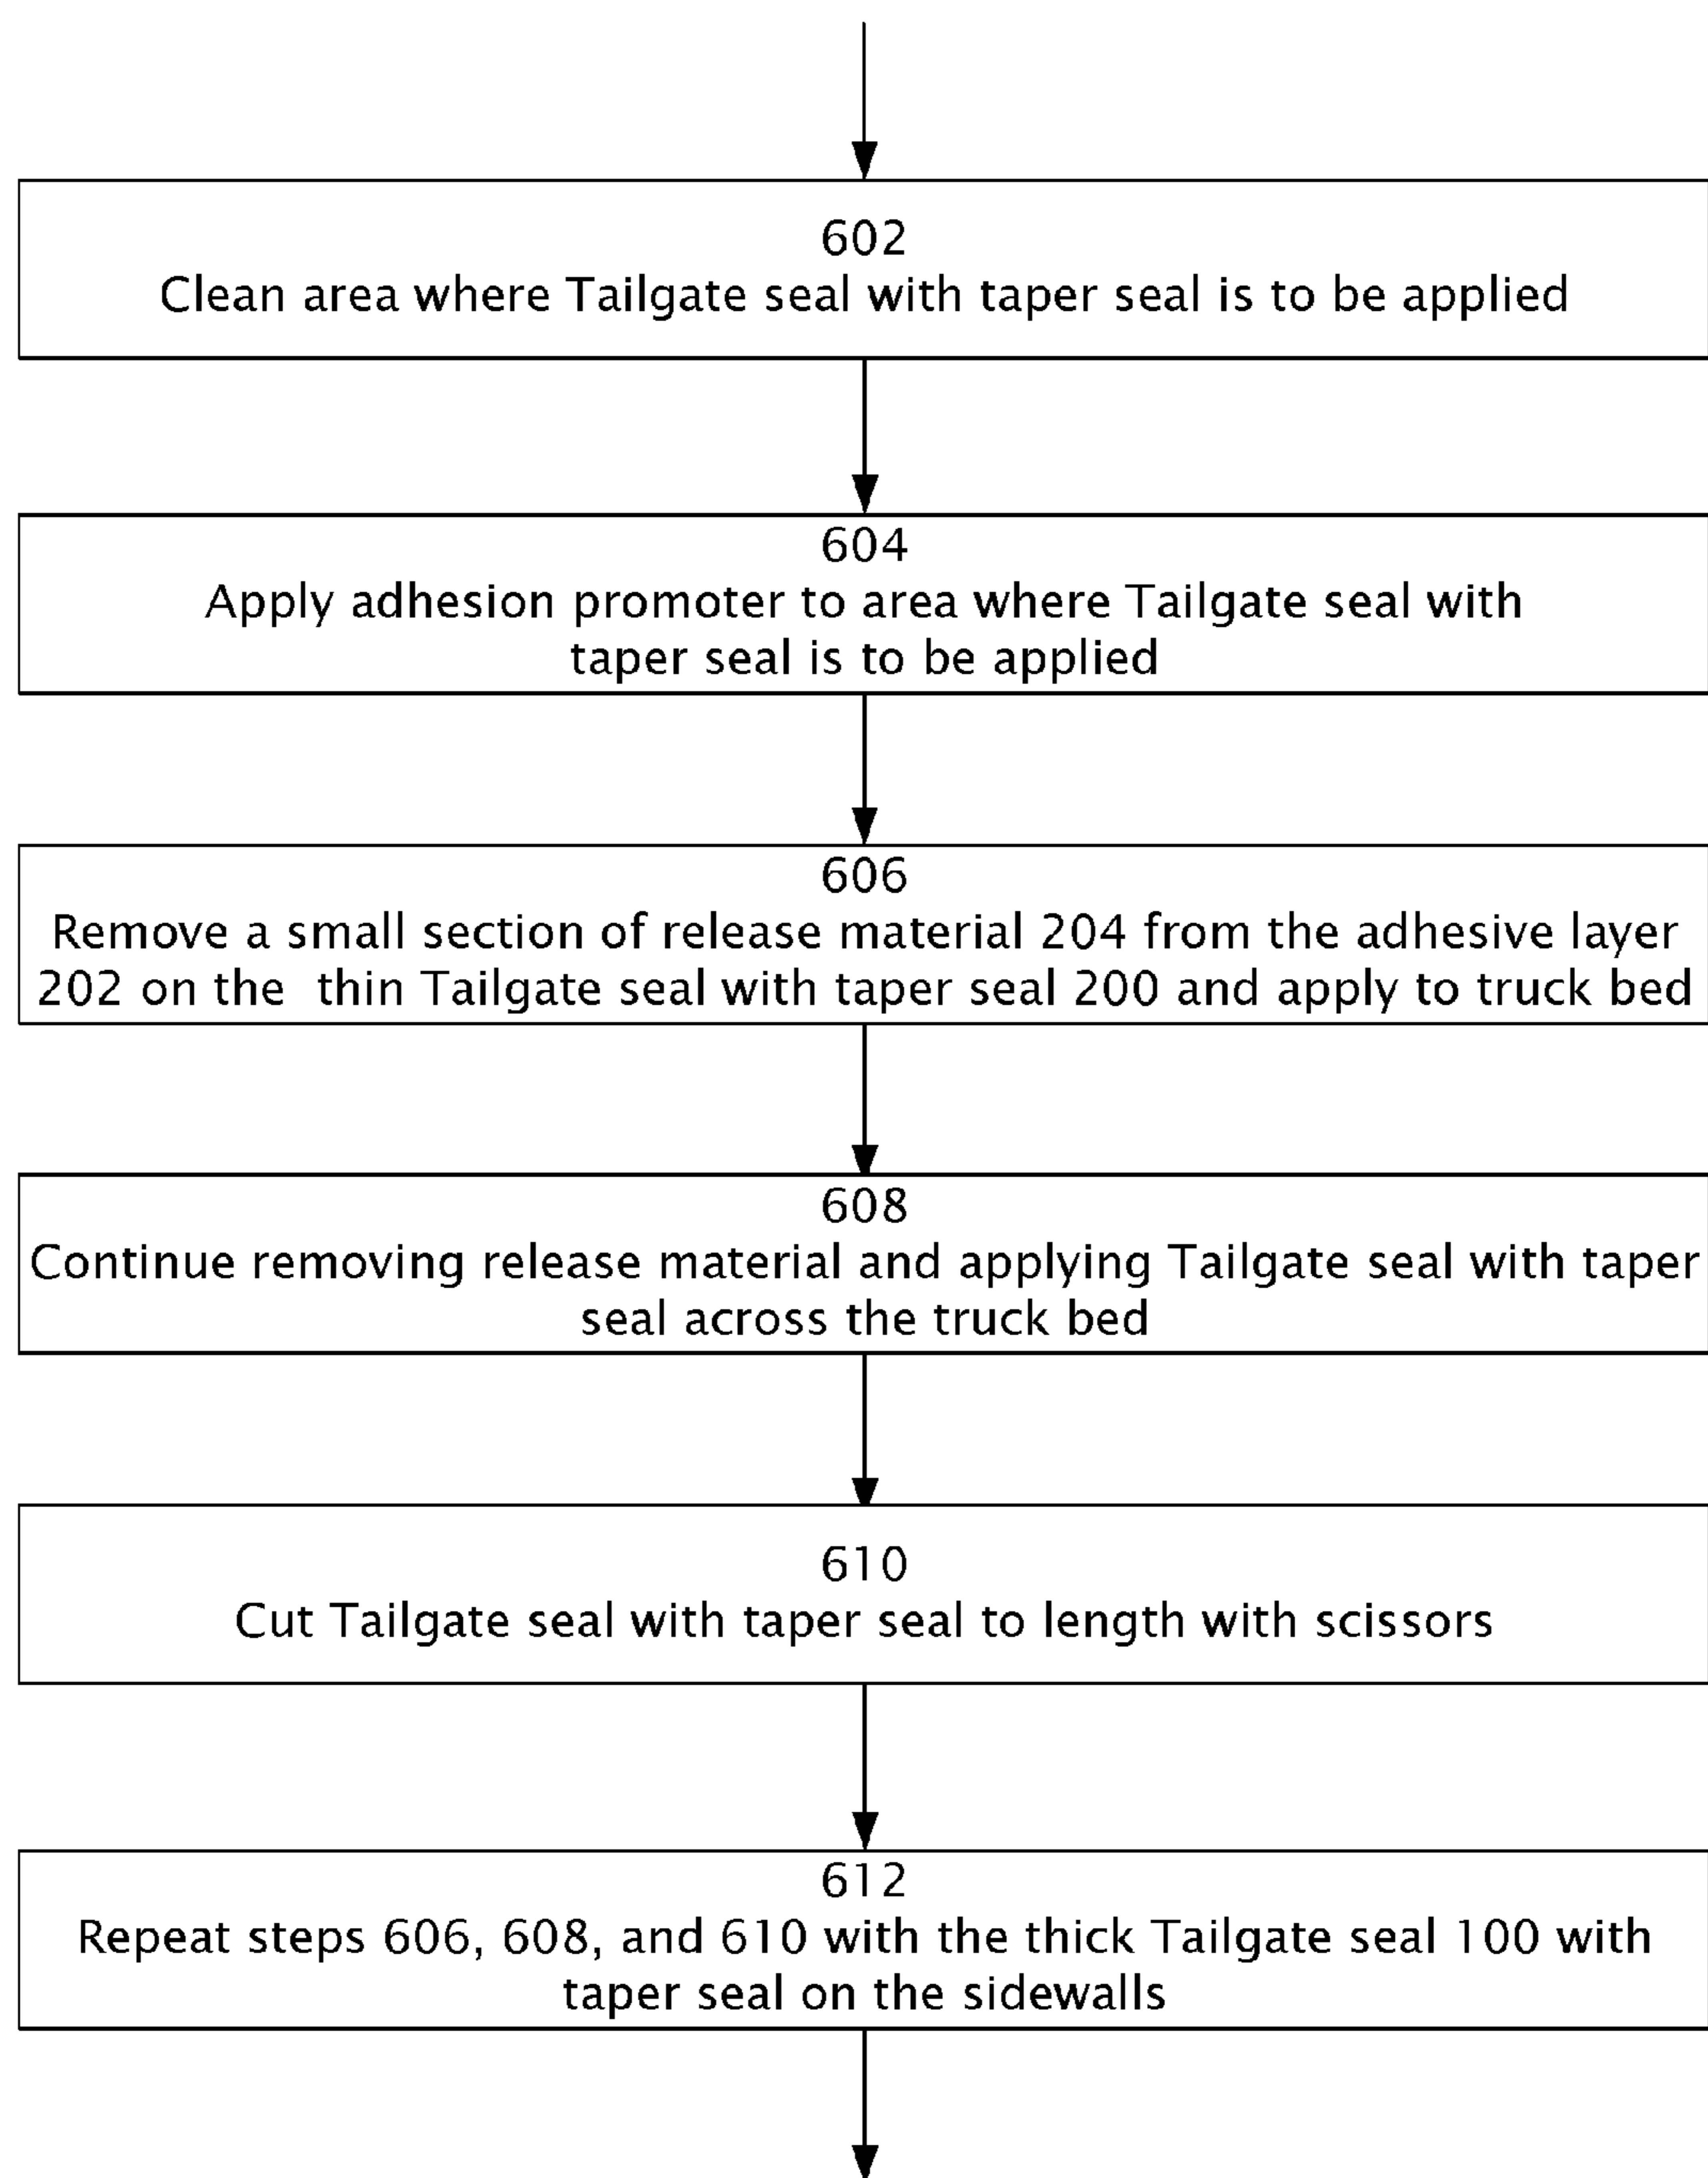 602
Clean area where Tailgate seal with taper seal is to be applied
604
Apply adhesion promoter to area where Tailgate seal with
taper seal is to be applied
606
Remove a small section of release material 204 from the adhesive layer
202 on the  thin Tailgate seal with taper seal 200 and apply to truck bed
608
Continue removing release material and applying Tailgate seal with taper
seal across the truck bed
610
Cut Tailgate seal with taper seal to length with scissors
612
Repeat steps 606, 608, and 610 with the thick Tailgate seal 100 with
taper seal on the sidewalls